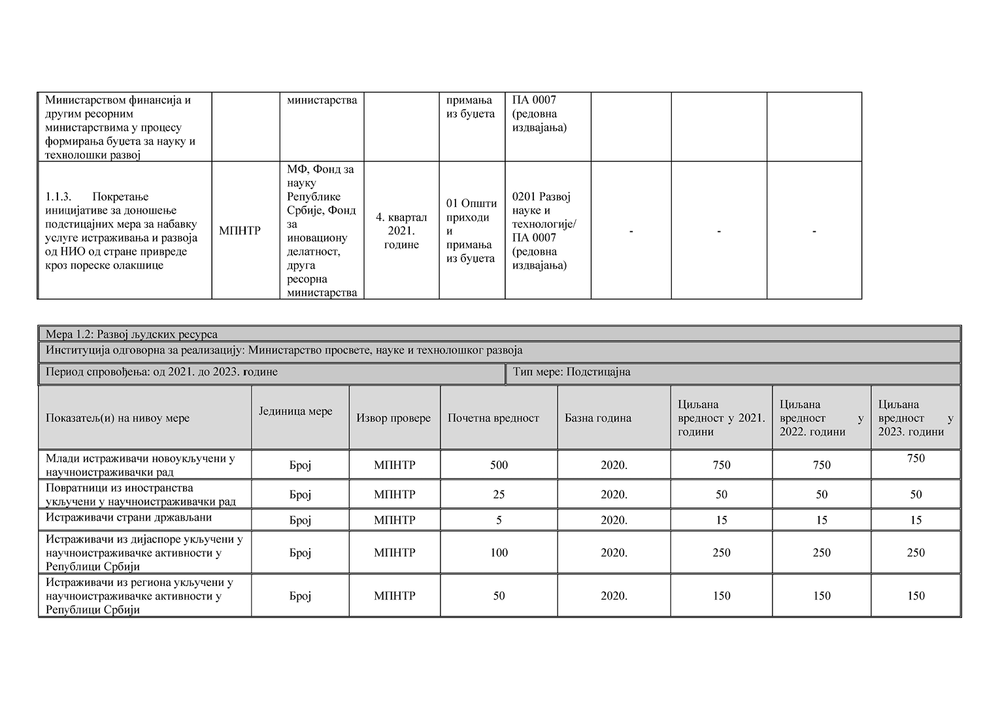 Министарством финансија и
другим ресорним
министарствима у процесу
формирања буџета за науку и
технолошки развој
министарства
примања
из буџета
ПА 0007
(редовна
издвајања)
1.1.3. Покретање
иницијативе за доношење
подстицајних мера за набавку
услуге истраживања и развоја
од НИО од стране привреде
кроз пореске олакшице
МПНТР
МФ, Фонд за
науку
Републике
Србије, Фонд
за
иновациону
делатност,
друга
ресорна
министарства
4. квартал
2021.
године
01 Општи
приходи
и
примања
из буџета
0201 Развој
науке и
технологије/
ПА 0007
(редовна
издвајања)
-
-
-
Мера 1.2: Развој људских ресурса
Институција одговорна за реализацију: Министарство просвете, науке и технолошког развоја
Период спровођења: од 2021. до 2023. године
Тип мере: Подстицајна
Показатељ(и) на нивоу мере
Јединица мере
Извор провере
Почетна вредност
Базна година
Циљана
вредност у 2021.
години
Циљана
вредност у
2022. години
Циљана
вредност у
2023. години
Млади истраживачи новоукључени у
научноистраживачки рад
Број
МПНТР
500
2020.
750
750
750
Повратници из иностранства
укључени у научноистраживачки рад
Број
МПНТР
25
2020.
50
50
50
Истраживачи страни држављани
Број
МПНТР
5
2020.
15
15
15
Истраживачи из дијаспоре укључени у
научноистраживачке активности у
Републици Србији
Број
МПНТР
100
2020.
250
250
250
Истраживачи из региона укључени у
научноистраживачке активности у
Републици Србији
Број
МПНТР
50
2020.
150
150
150